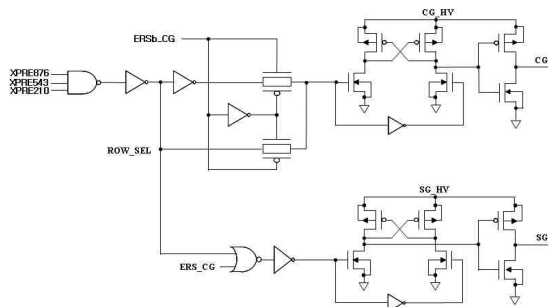 CG_HV
ERSb_CG
XPRE876
XPRE543
XPRE210
CG
ROW_SEL
SG_HV
SG
ERS_CG